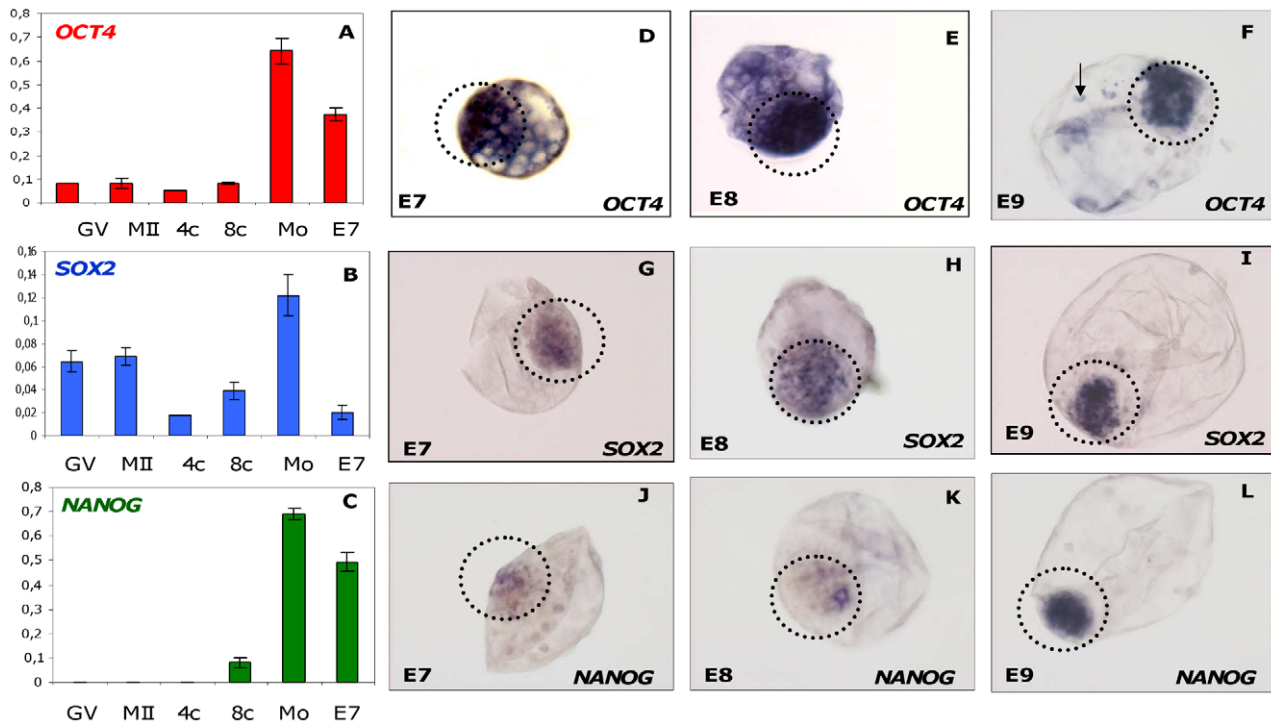 0,8
0,7
0,6
0,5
0,4
0,3
0,2
0,1
0
OCT4
A
GV MII 4c 8c Mo E7
D
E7
OCT4
E
E8
OCT4
F
E9
OCT4
0,16
0,14
0,12
0,1
0,08
0,06
0,04
0,02
0
SOX2
B
GV MII 4c 8c Mo E7
G
E7
SOX2
H
E8
SOX2
I
E9
SOX2
0,8
0,7
0,6
0,5
0,4
0,3
0,2
0,1
0
NANOG
C
GV MII 4c 8c Mo E7
J
E7
NANOG
K
E8
NANOG
L
E9
NANOG